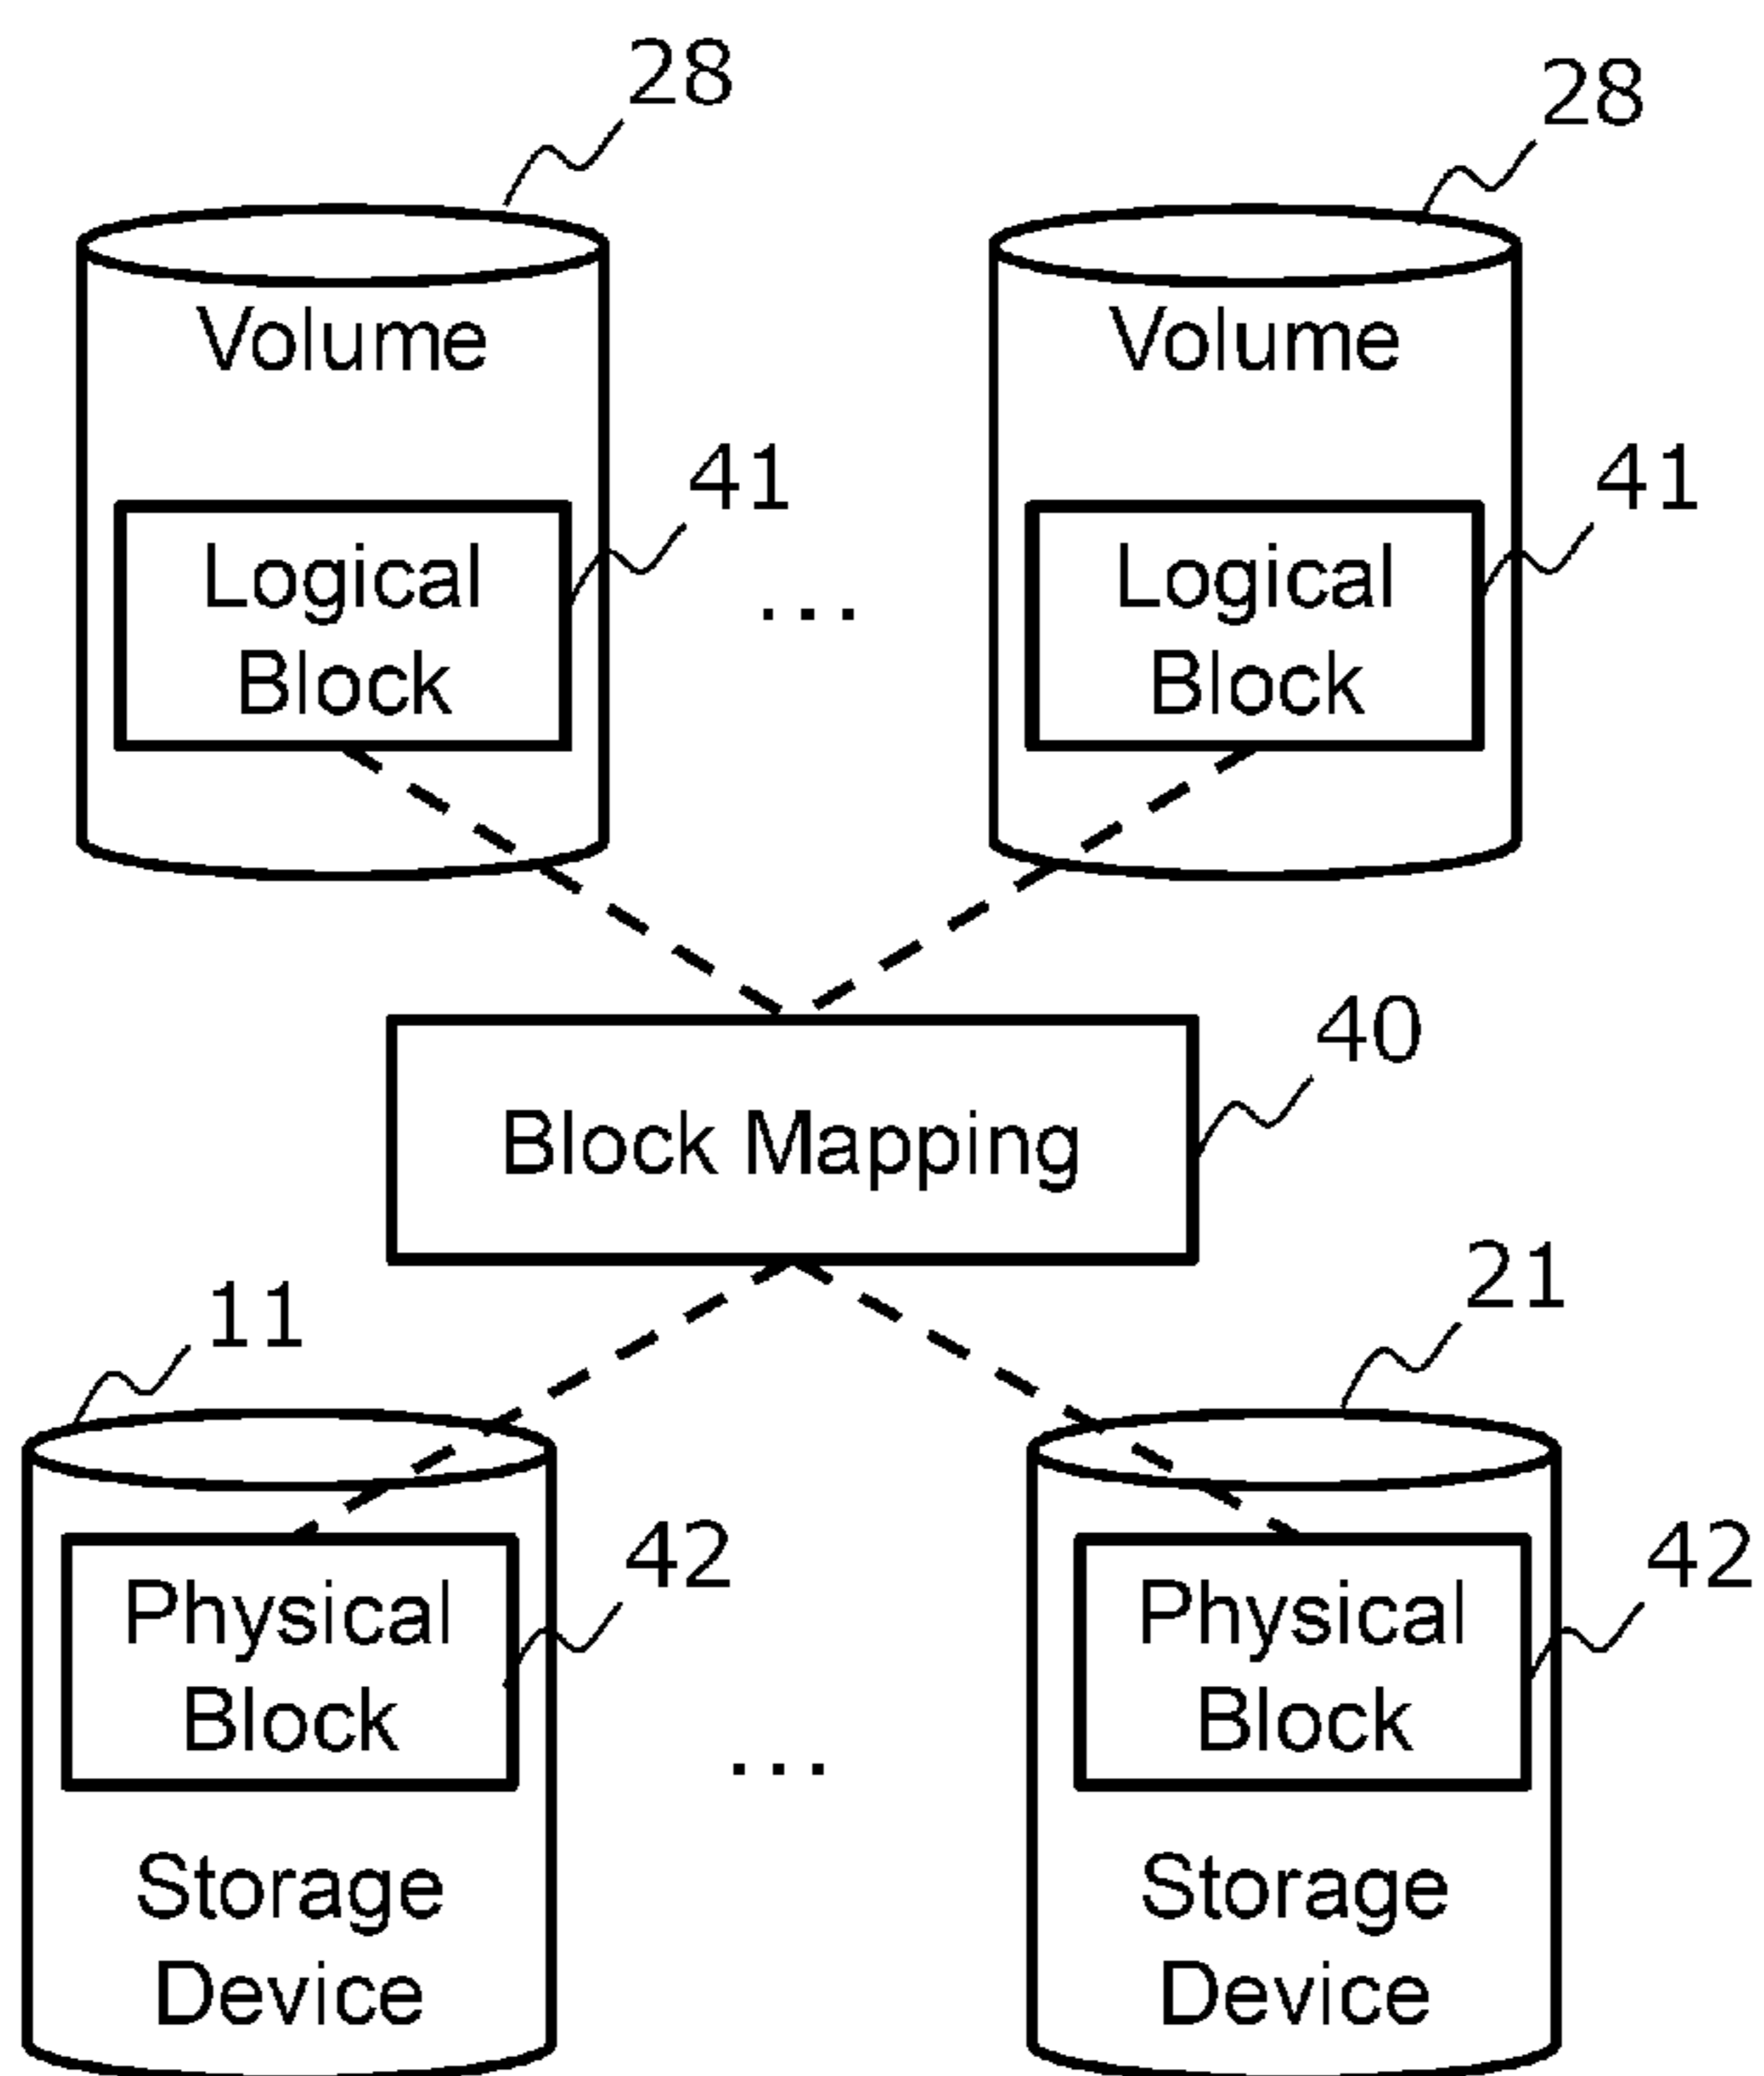 28
28
Volume
Volume
41
41
Logical
Block
...
Logical
Block
40
Block Mapping
11
21
42
42
Physical
Block
...
Physical
Block
Storage
Device
Storage
Device